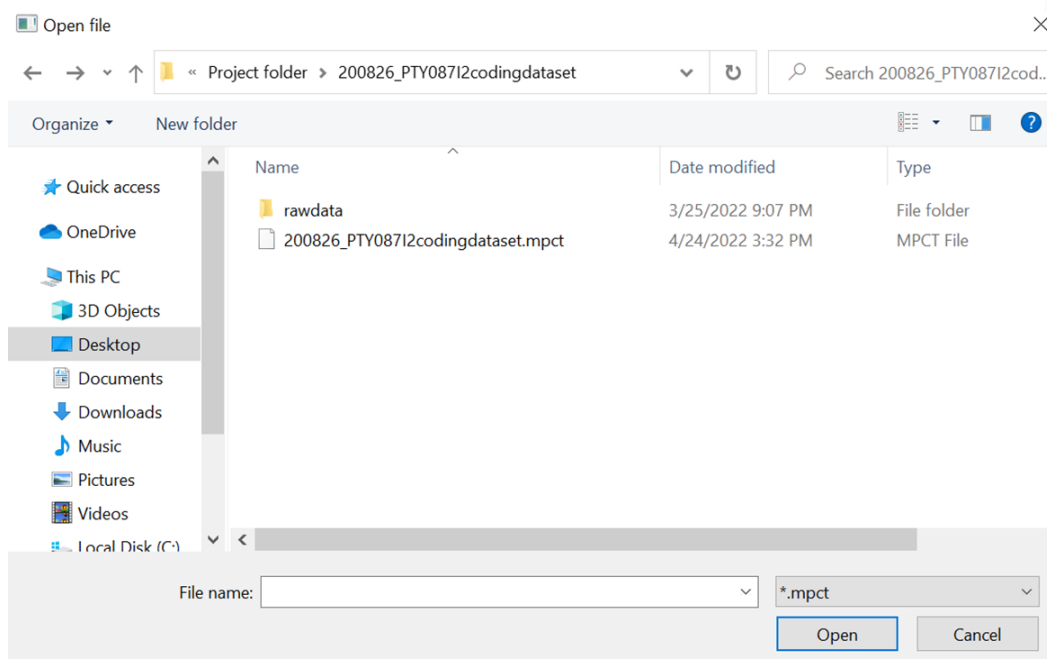 Open file
« Project folder › 200826_PTY087I2codingdataset
Search 200826_PTY087I2cod...
Organize New folder
Name Date modified Type
Quick access
OneDrive
This PC
3D Objects
Desktop
Documents
Downloads
Music
Pictures
Videos
Local Disk (C:)
rawdata 3/25/2022 9:07 PM File folder
200826_PTY087I2codingdataset.mpct 4/24/2022 3:32 PM MPCT File
File name: *.mpct
Open Cancel